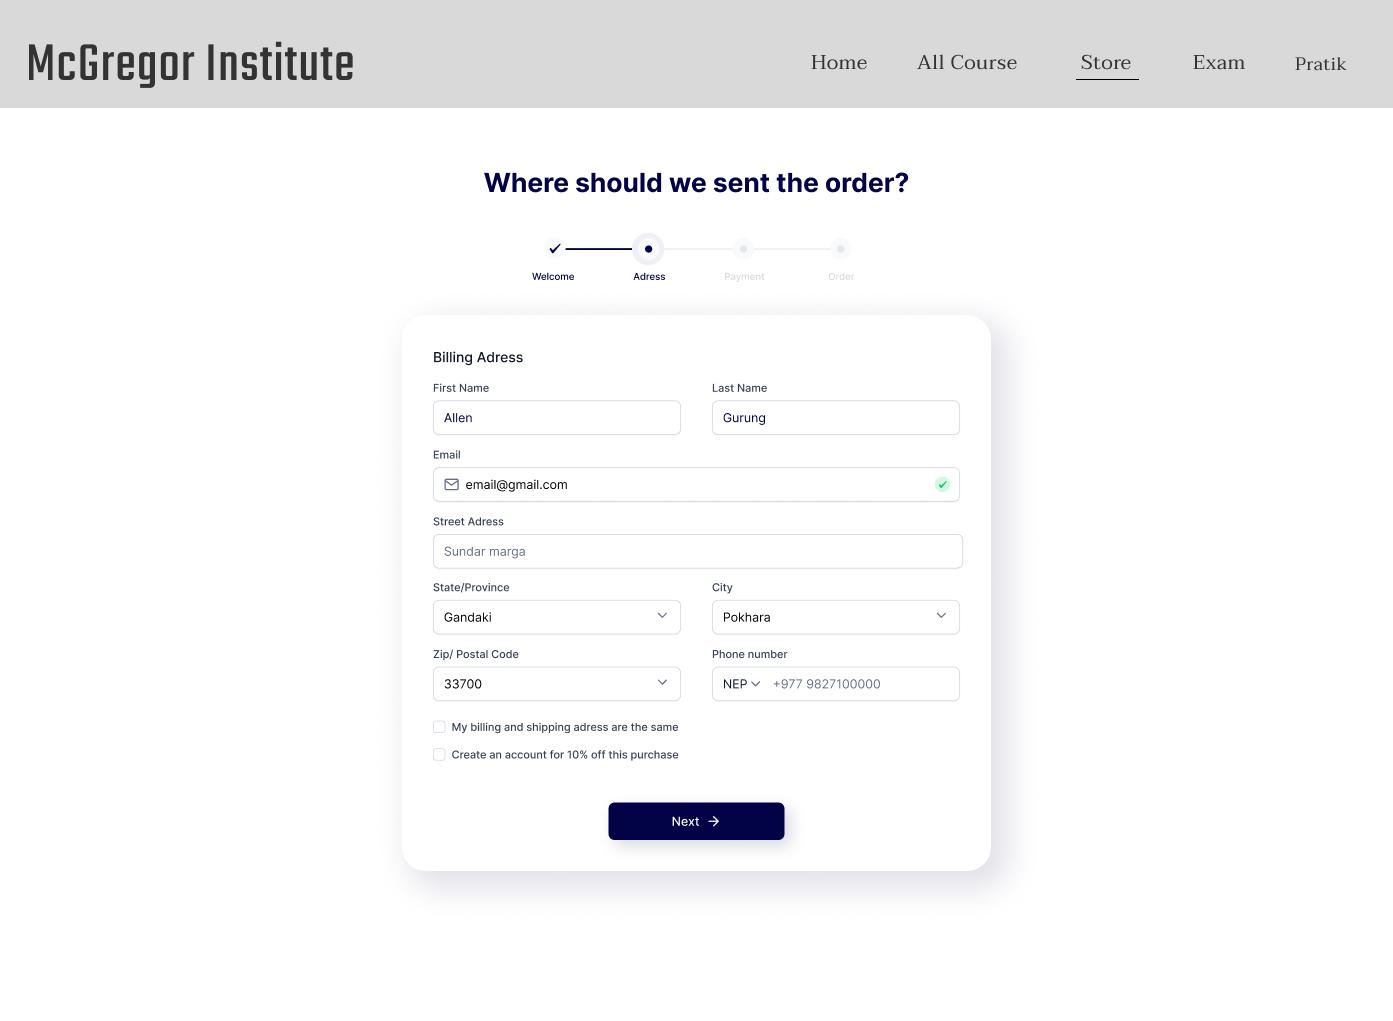 McGregor Institute
Home All Course Store Exam Pratik
Where should we sent the order?
Welcome Adress Payment Order
Billing Adress
First Name Last Name
Allen Gurung
Email
email@gmail.com
Street Adress
Sundar marga
State/Province City
Gandaki Pokhara
Zip/ Postal Code Phone number
33700 NEP +977 9827100000
My billing and shipping adress are the same
Create an account for 10% off this purchase
Next